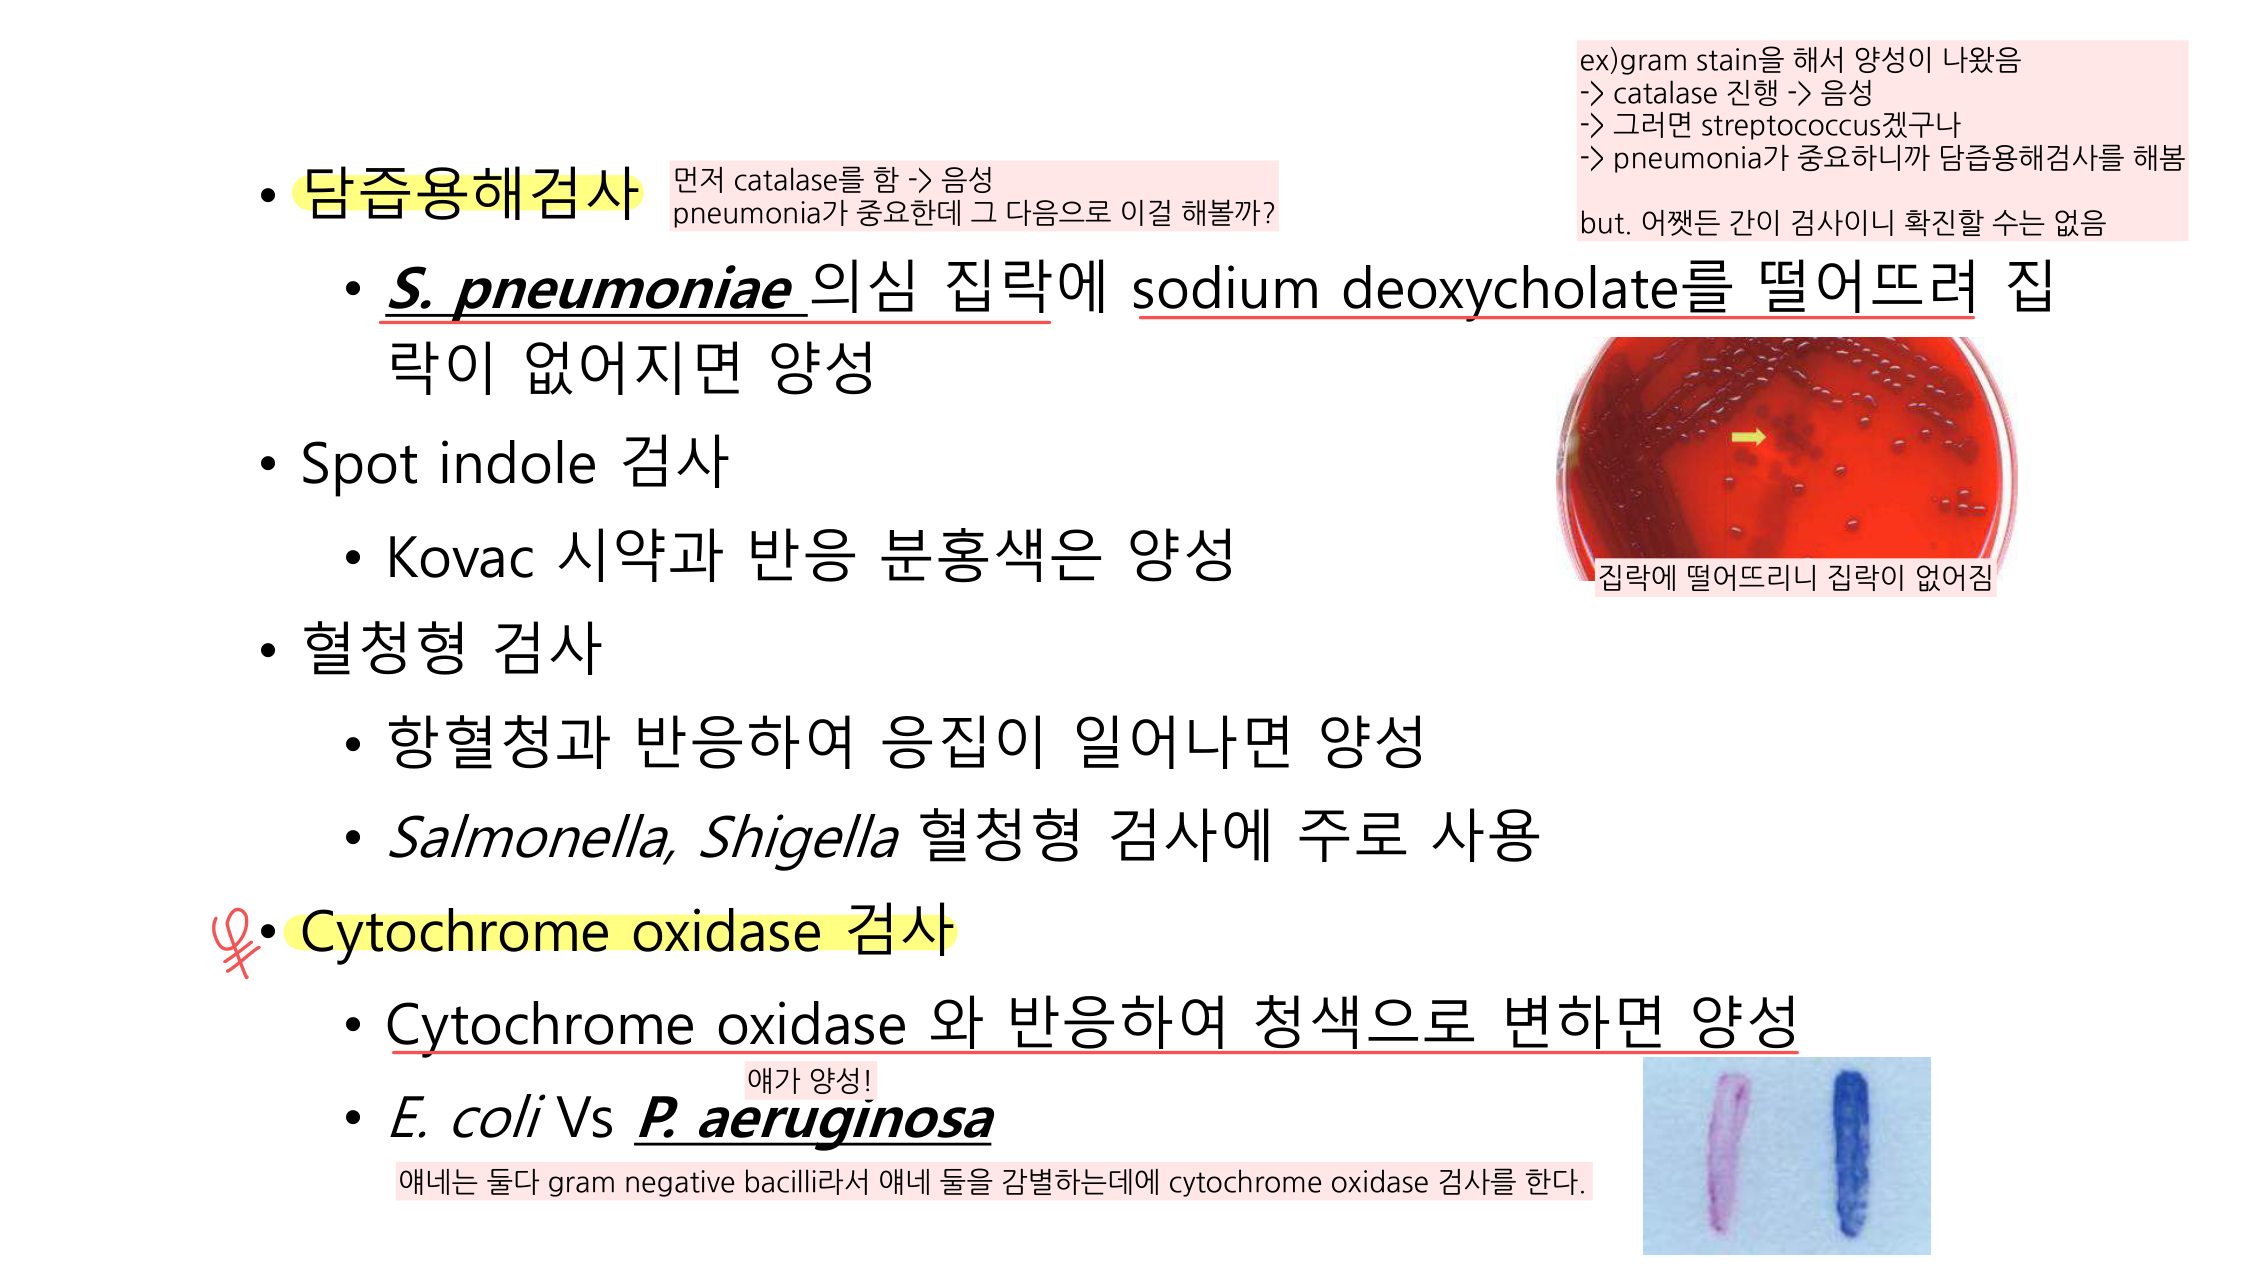 ex)gram stain을 해서 양성이 나왔음
-> catalase 진행 -> 음성
-> 그러면 streptococcus겠구나
-> pneumonia가 중요하니까 담즙용해검사를 해봄
but. 어쨋든 간이 검사이니 확진할 수는 없음
• 담즙용해검사
먼저 catalase를 함 -> 음성
pneumonia가 중요한데 그 다음으로 이걸 해볼까?
• S. pneumoniae 의심 집락에 sodium deoxycholate를 떨어뜨려 집
락이 없어지면 양성
• Spot indole 검사
• Kovac 시약과 반응 분홍색은 양성
집락에 떨어뜨리니 집락이 없어짐
• 혈청형 검사
• 항혈청과 반응하여 응집이 일어나면 양성
• Salmonella, Shigella 혈청형 검사에 주로 사용
• Cytochrome oxidase 검사
• Cytochrome oxidase 와 반응하여 청색으로 변하면 양성
얘가 양성!
• E. coli Vs P. aeruginosa
얘네는 둘다 gram negative bacilli라서 얘네 둘을 감별하는데에 cytochrome oxidase 검사를 한다.